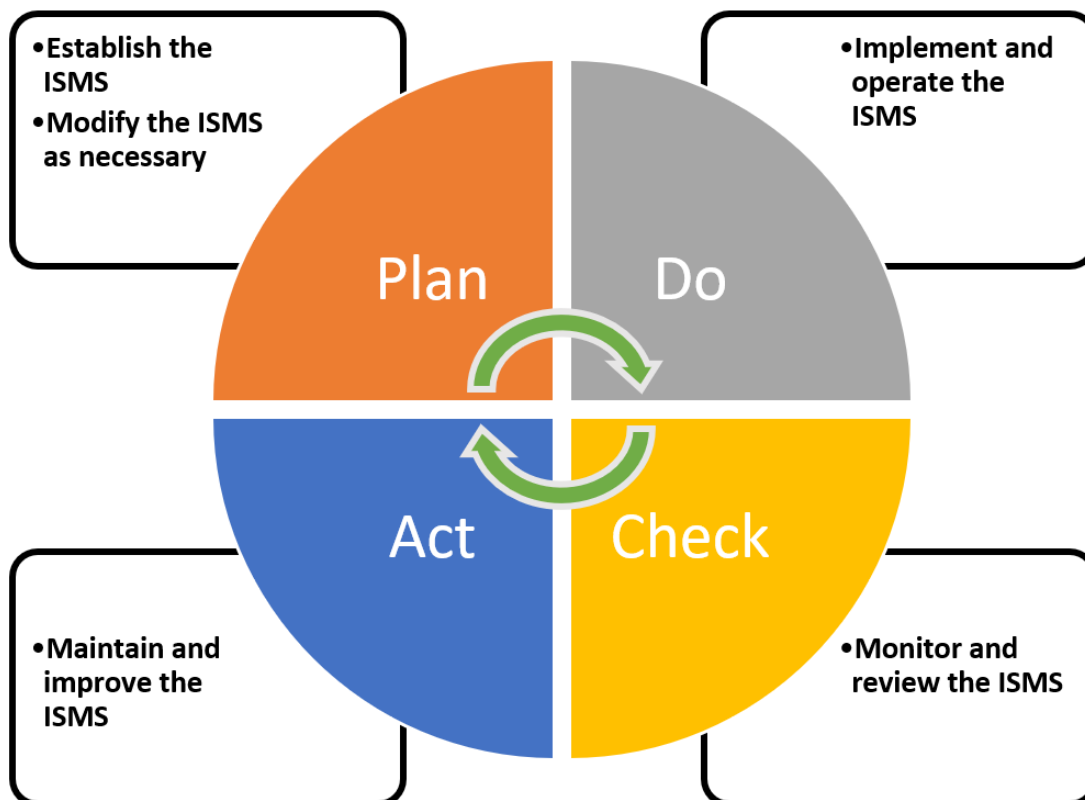 •Establish the
ISMS
•Modify the ISMS
as necessary
•Implement and
operate the
ISMS
Plan
Do
Act
Check
•Maintain and
improve the
ISMS
•Monitor and
review the ISMS